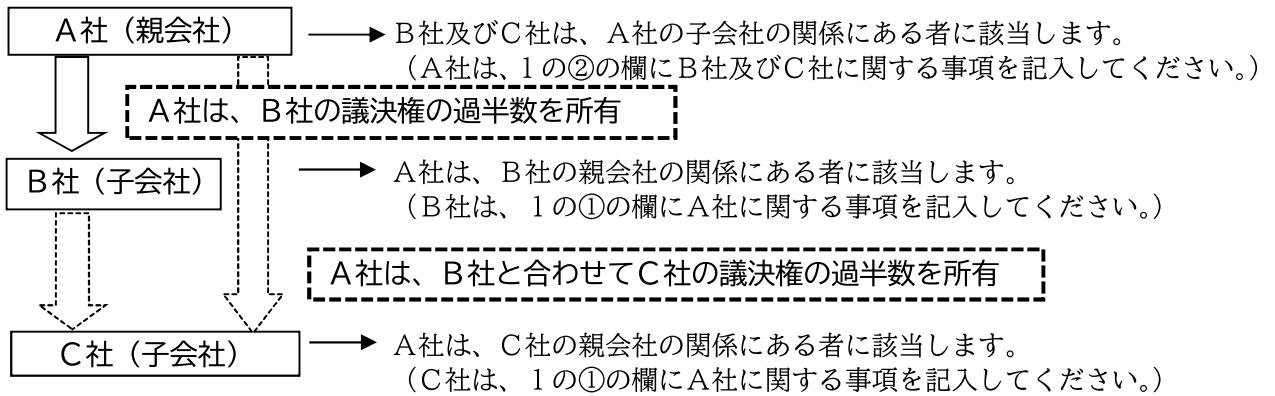 Ａ社（親会社）
Ｂ社及びＣ社は、Ａ社の子会社の関係にある者に該当します。
（Ａ社は、１の②の欄にＢ社及びＣ社に関する事項を記入してください。）
Ａ社は、Ｂ社の議決権の過半数を所有
Ｂ社（子会社）
Ａ社は、Ｂ社の親会社の関係にある者に該当します。
（Ｂ社は、１の①の欄にＡ社に関する事項を記入してください。）
Ａ社は、Ｂ社と合わせてＣ社の議決権の過半数を所有
Ｃ社（子会社）
Ａ社は、Ｃ社の親会社の関係にある者に該当します。
（Ｃ社は、１の①の欄にＡ社に関する事項を記入してください。）